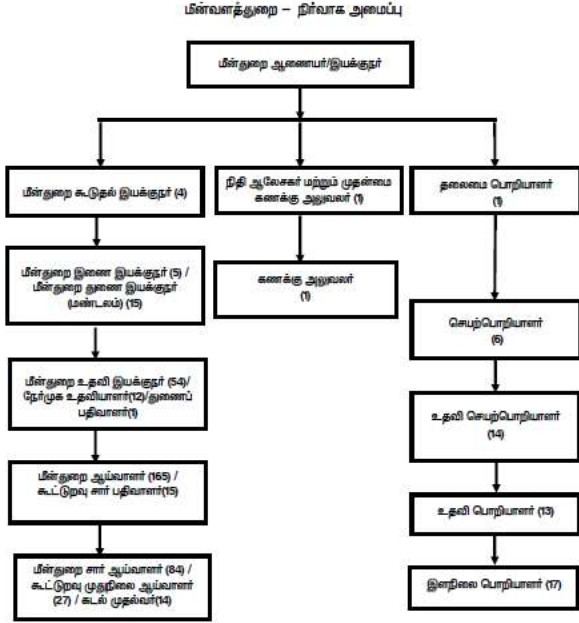 மீன்வளத்துறை – நிர்வாக அமைப்பு
மீன்துறை ஆணையர்/இயக்குநர்
மீன்துறை கூடுதல் இயக்குநர் (4)
நிதி ஆலேசகர் மற்றும் முதன்மை
கணக்கு அலுவலர் (1)
தலைமை பொறியாளர்
(1)
மீன்துறை இணை இயக்குநர் (5) /
மீன்துறை துணை இயக்குநர்
(மண்டலம்) (15)
கணக்கு அலுவலர்
(1)
செயற்பொறியாளர்
(6)
மீன்துறை உதவி இயக்குநர் (54)/
நேர்முக உதவியாளர்(12)/துணைப்
பதிவாளர்(1)
உதவி செயற்பொறியாளர்
(14)
மீன்துறை ஆய்வாளர் (165) /
கூட்டுறவு சார் பதிவாளர்(15)
உதவி பொறியாளர் (13)
மீன்துறை சார் ஆய்வாளர் (84) /
கூட்டுறவு முதுநிலை ஆய்வாளர்
(27) / கடல் முதல்வர்(14)
இளநிலை பொறியாளர் (17)